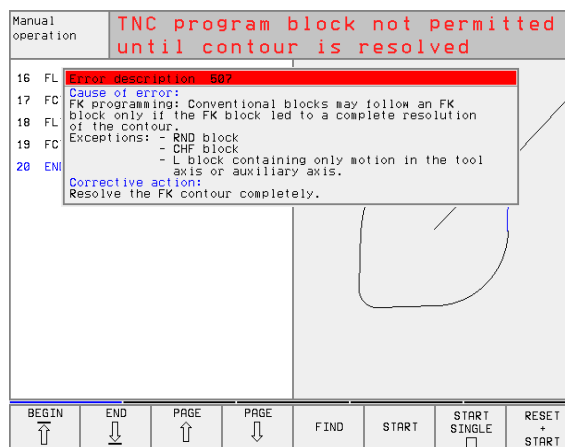 Manual
operation
TNC program block not permitted
until contour is resolved
16 FL
17 FC
18 FL
19 FC
20 EN
Error description 507
Cause of error:
FK programming: Conventional blocks may follow an FK
block only if the FK block led to a complete resolution
of the contour.
Exceptions: - RND block
- CHF block
- L block containing only motion in the tool
axis or auxiliary axis.
Corrective action:
Resolve the FK contour completely.
BEGIN
END
PAGE
PAGE
FIND
START
START
SINGLE
RESET
+
START